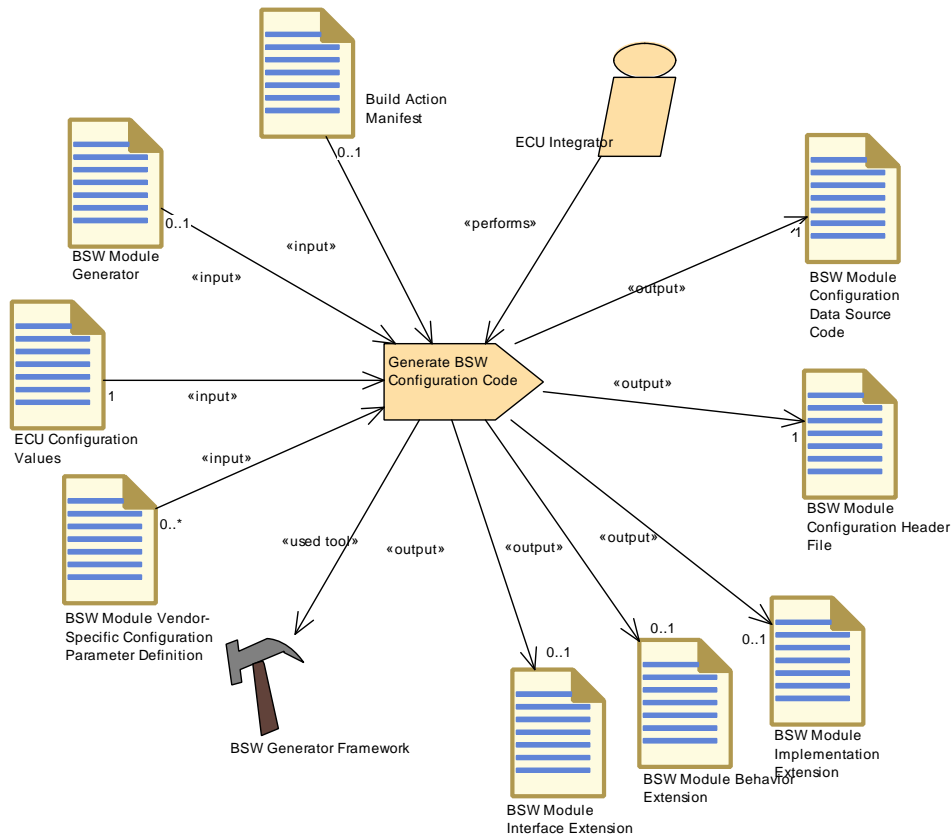 Build Action
Manifest
0..1
ECU Integrator
0..1
BSW Module
Generator
«input»
«input»
«performs»
1
BSW Module
Configuration
Data Source
Code
«output»
Generate BSW
Configuration Code
«output»
1
ECU Configuration
Values
«input»
1
BSW Module
Configuration Header
File
«input»
0..*
BSW Module Vendor-
Specific Configuration
Parameter Definition
«used tool»
«output»
«output»
«output»
BSW Generator Framework
0..1
0..1
0..1
BSW Module
Interface Extension
BSW Module Behavior
Extension
BSW Module
Implementation
Extension